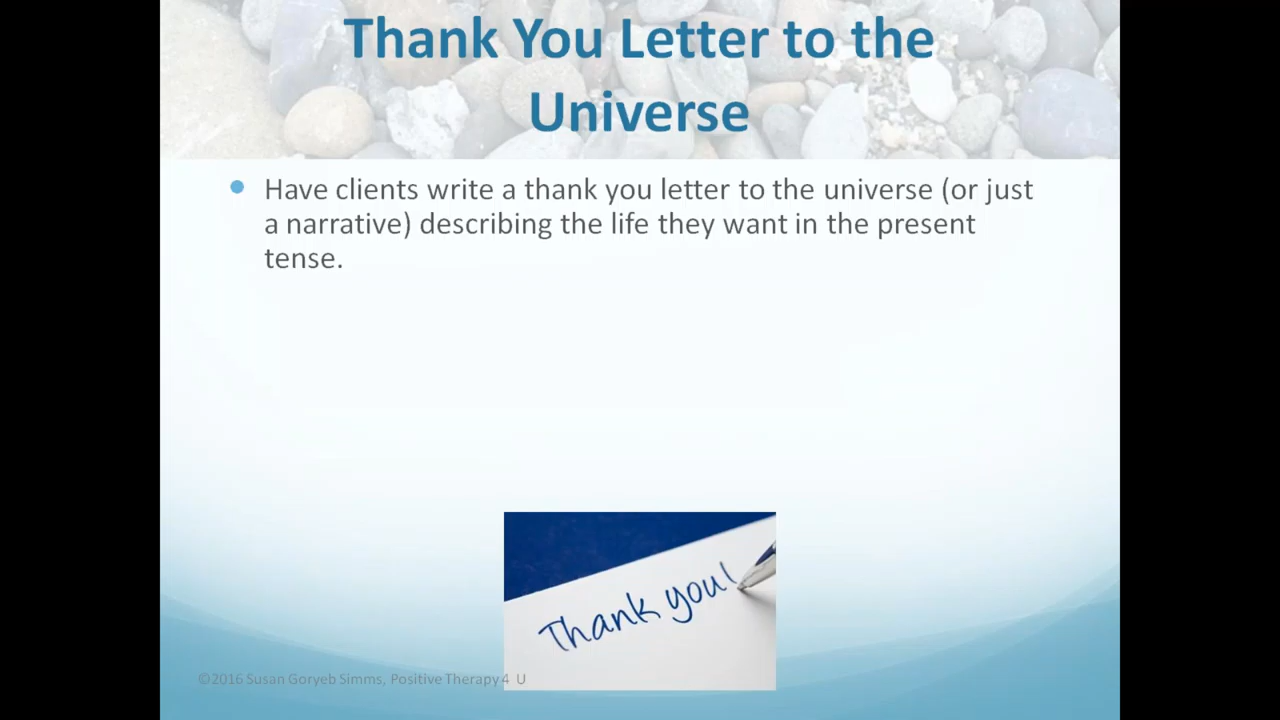 Thank You Letter to the
Universe
Have clients write a thank you letter to the universe (or just
a narrative) describing the life they want in the present
tense.
Thank you!
©2016 Susan Goryeb Simms, Positive Therapy 4 U